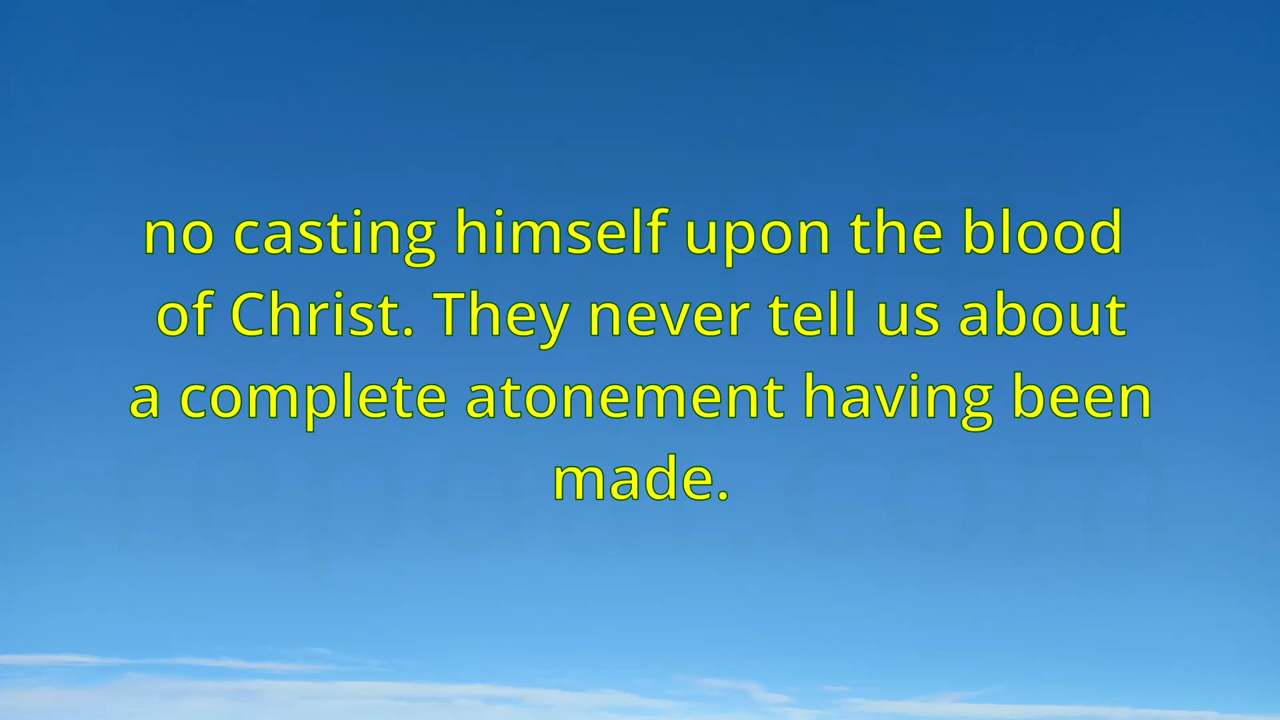 no casting himself upon the blood
of Christ. They never tell us about
a complete atonement having been
made.